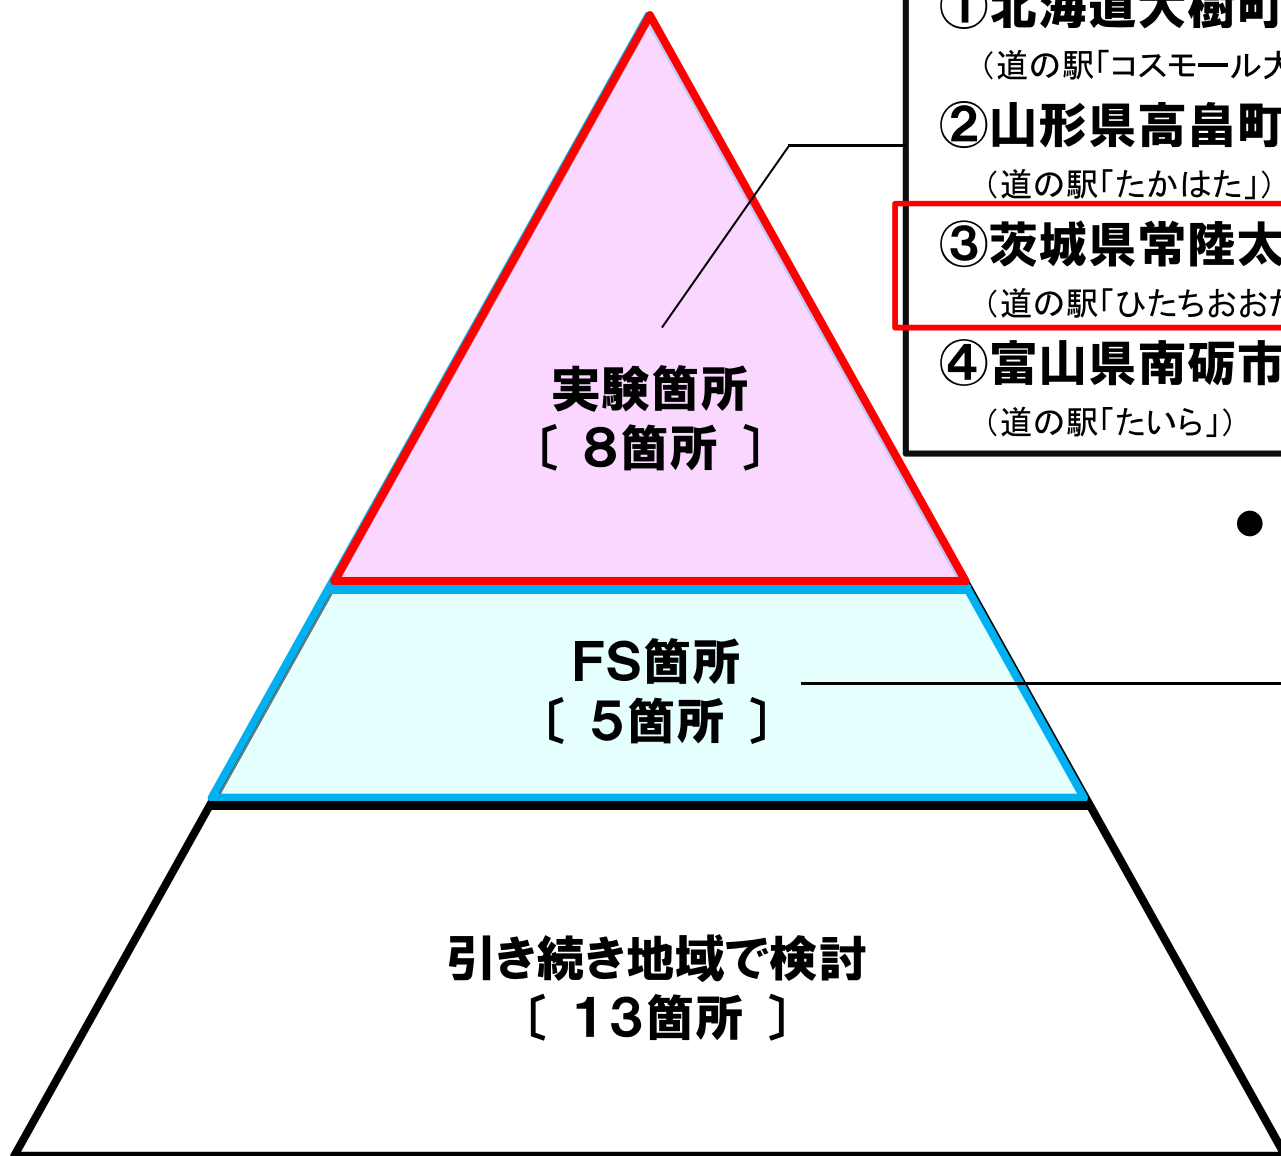 ①北海道大樹町
（道の駅｢コスモール大
②山形県高畠町
（道の駅｢たかはた｣）
③茨城県常陸太
（道の駅｢ひたちおおた
④富山県南砺市
（道の駅｢たいら｣）
実験箇所
〔 8箇所 〕
●
FS箇所
〔 5箇所 〕
引き続き地域で検討
〔 13箇所 〕